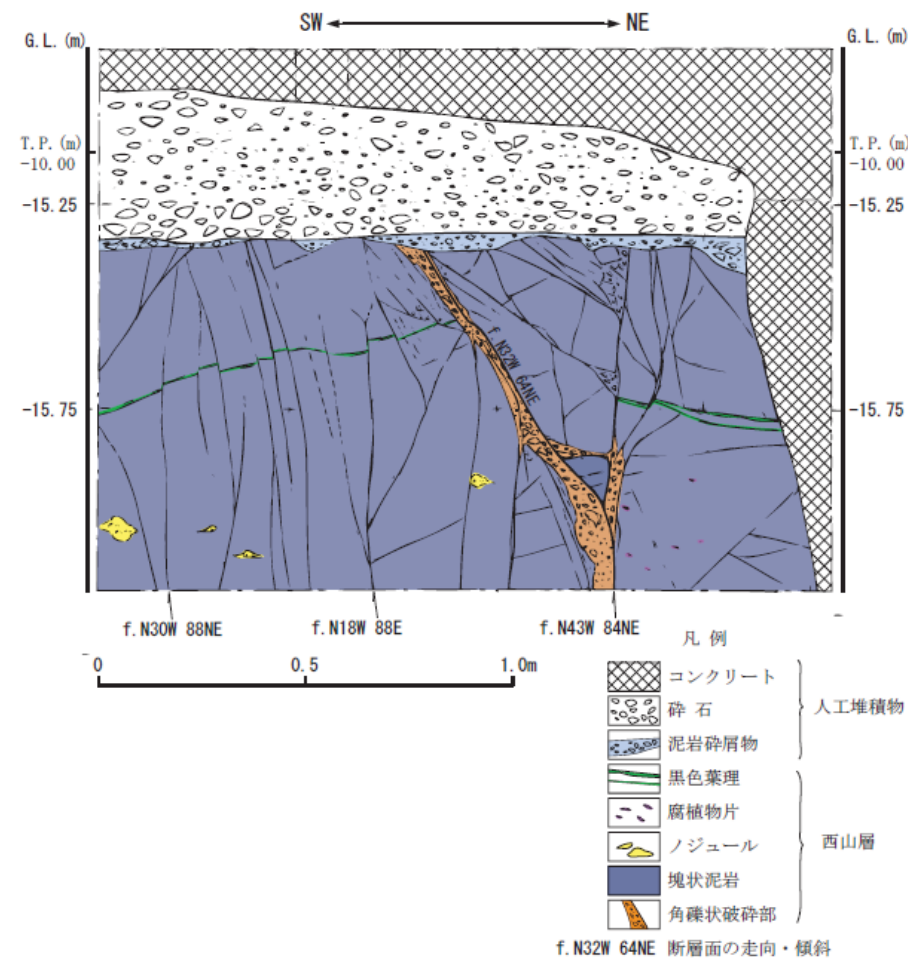 SW NE
G.L.(m) G.L.(m)
T.P.(m) T.P.(m)
-10.00 -10.00
-15.25 -15.25
f.N32W 64NE
-15.75 -15.75
f.N30W 88NE f.N18W 88E f.N43W 84NE
0 0.5 1.0m
凡 例
コンクリート
砕 石
泥岩砕屑物
人工堆積物
黒色葉理
腐植物片
ノジュール
塊状泥岩
角礫状破砕部
西山層
f.N32W 64NE 断層面の走向・傾斜